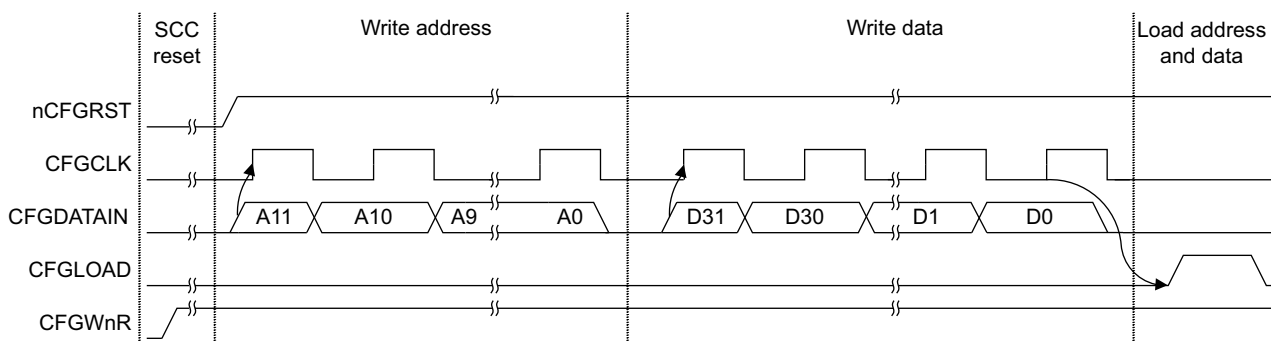 SCC
reset
Write address
Write data
Load address
and data
nCFGRST
CFGCLK
CFGDATAIN
A11
A10
A9
A0
D31
D30
D1
D0
CFGLOAD
CFGWnR